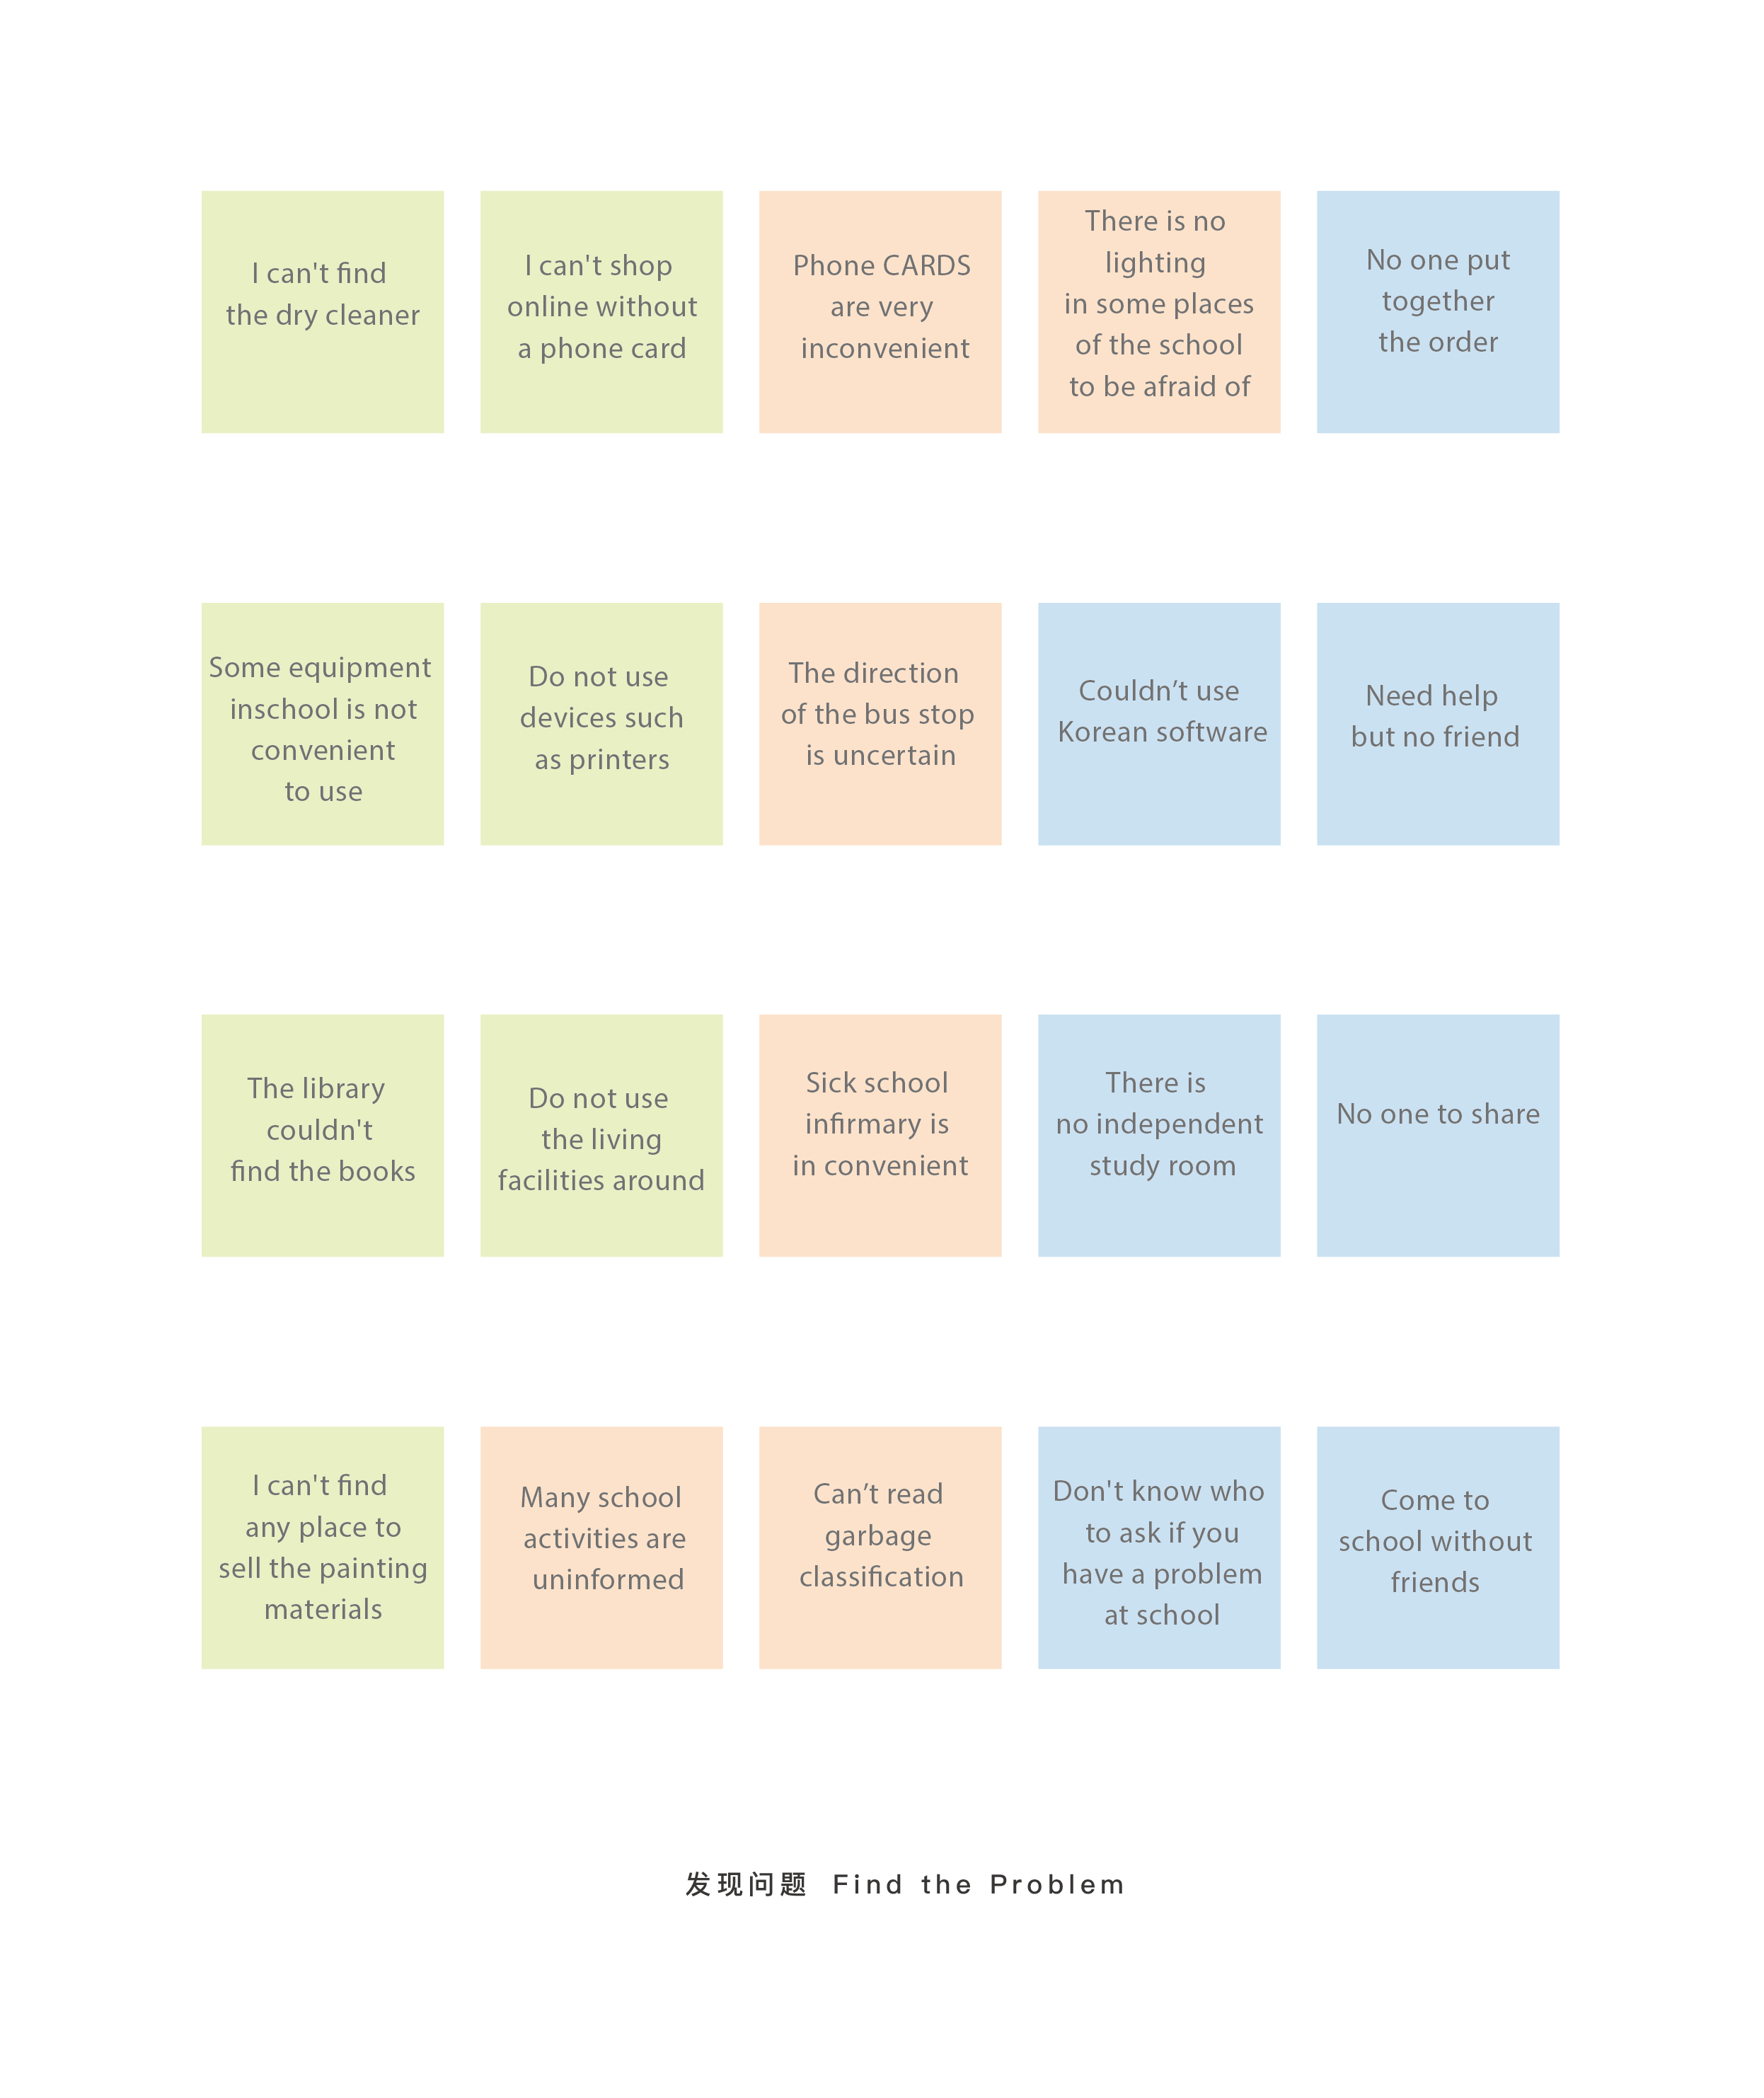 I can't find
the dry cleaner
I can't shop
online without
a phone card
Phone CARDS
are very
inconvenient
There is no
lighting
in some places
of the school
to be afraid of
No one put
together
the order
Some equipment
inschool is not
convenient
to use
Do not use
devices such
as printers
The direction
of the bus stop
is uncertain
Couldn’t use
Korean software
Need help
but no friend
The library
couldn't
find the books
Do not use
the living
facilities around
Sick school
infirmary is
in convenient
There is
no independent
study room
No one to share
I can't find
any place to
sell the painting
materials
Many school
activities are
uninformed
Can’t read
garbage
classification
Don't know who
to ask if you
have a problem
at school
Come to
school without
friends
发现问题 Find the Problem